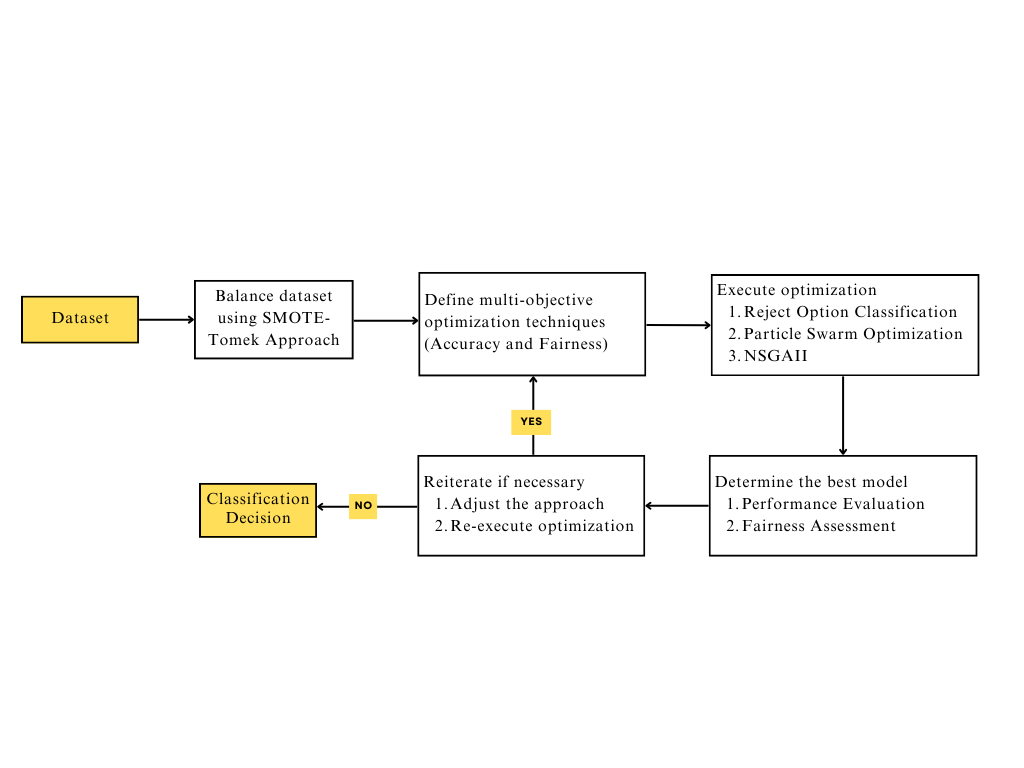 Dataset
Balance dataset
using SMOTE-
Tomek Approach
Define multi-objective
optimization techniques
(Accuracy and Fairness)
Execute optimization
1. Reject Option Classification
2. Particle Swarm Optimization
3. NSGAII
YES
Classification
Decision
NO
Reiterate if necessary
1. Adjust the approach
2. Re-execute optimization
Determine the best model
1. Performance Evaluation
2. Fairness Assessment